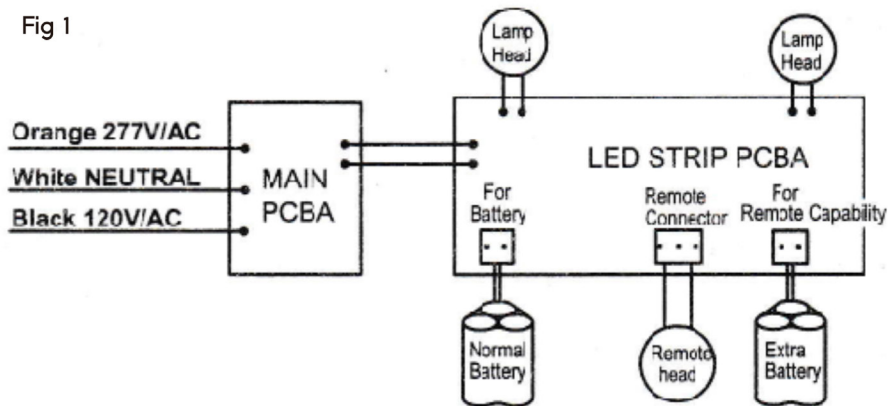 Fig 1
Lamp
Head
Lamp
Head
Orange 277V/AC
White NEUTRAL
Black 120V/AC
MAIN
PCBA
LED STRIP PCBA
For
Battery
Remote
Connector
For
Remote Capability
Normal
Battery
Remote
head
Extra
Battery